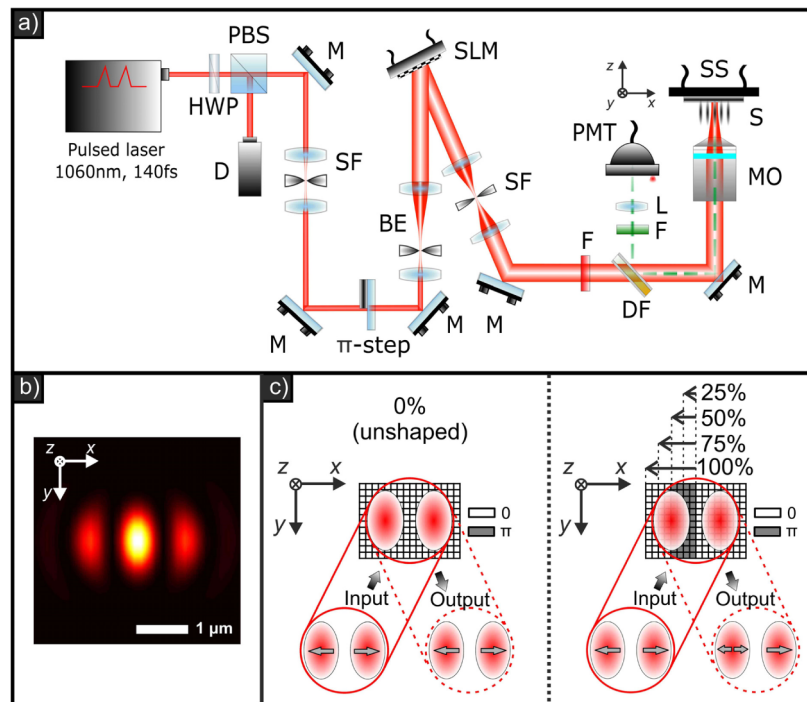 a)
PBS
M
SLM
z
x
y
SS
S
HWP
PMT
Pulsed laser
1060nm, 140fs
D
SF
SF
MO
L
BE
F
F
M
M
M
M
π-step
DF
b)
z
x
y
1 μm
c)
0%
(unshaped)
25%
50%
75%
100%
z
x
y
0
π
z
x
y
0
π
Input
Output
Input
Output